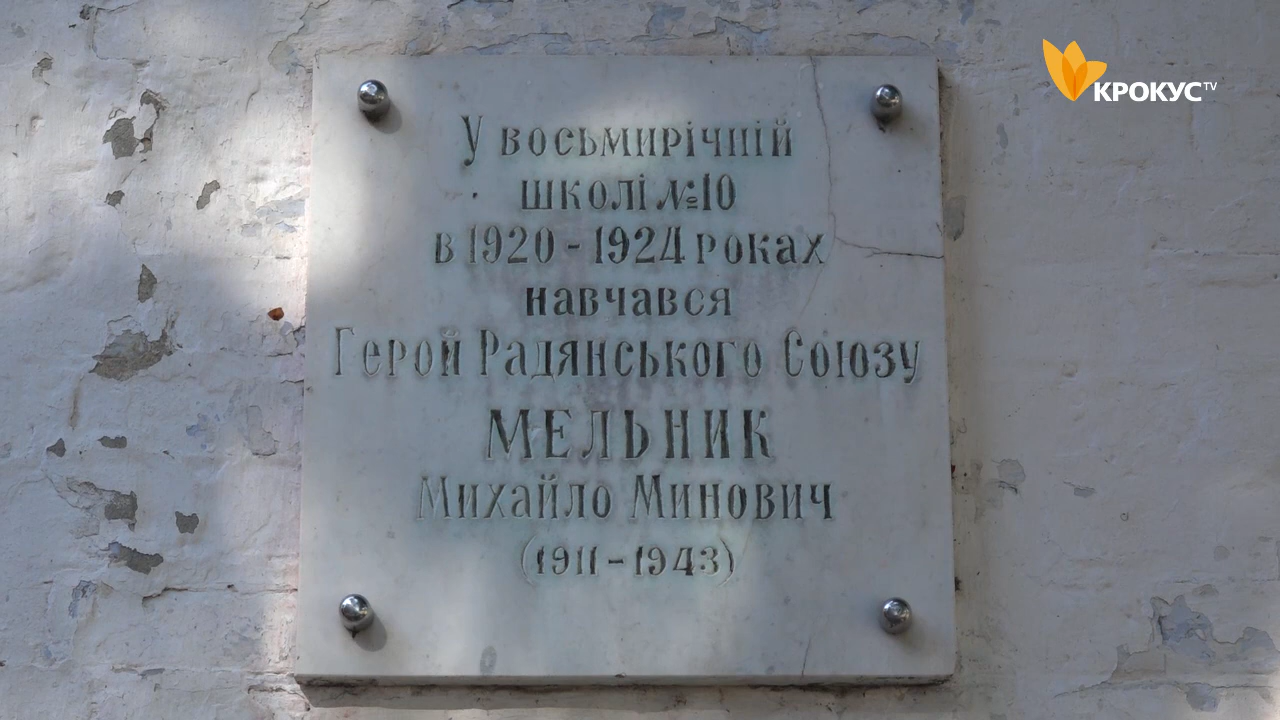 КРОКУС TV
У восьмирічній
школі №10
в 1920 - 1924 роках
навчався
Герой Радянського Союзу
МЕЛЬНИК
Михайло Минович
(1911 - 1943)